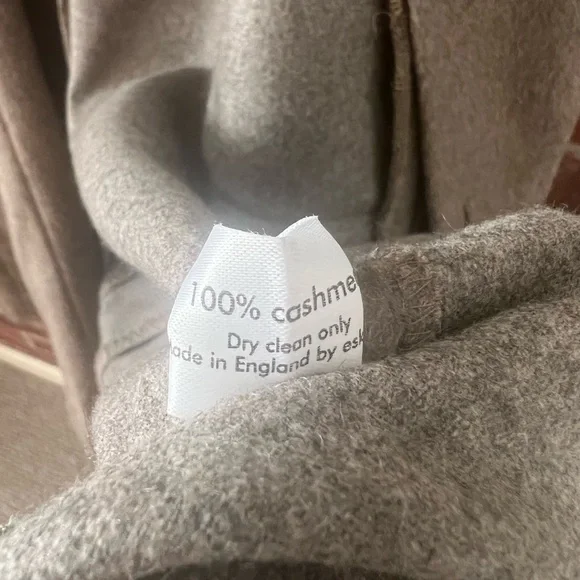 100% cashme
Dry clean only
ade in England by esk